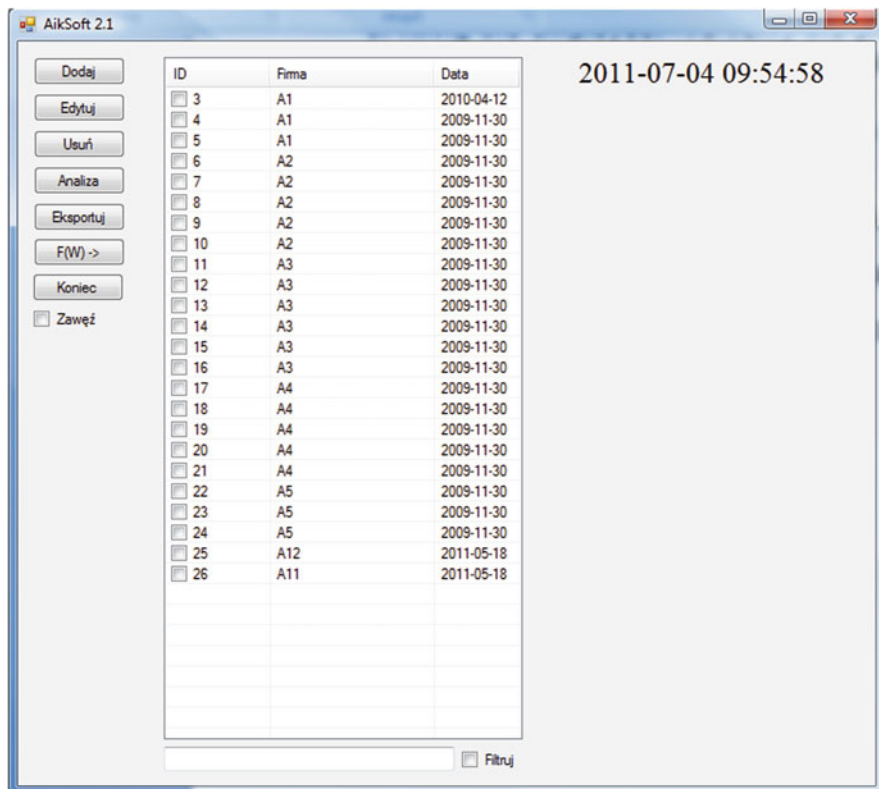 AikSoft 2.1
2011-07-04 09:54:58
Dodaj
Edytuj
Usuń
Analiza
Eksportuj
F(W) ->
Koniec
Zawęź
ID Firma Data
3 A1 2010-04-12
4 A1 2009-11-30
5 A1 2009-11-30
6 A2 2009-11-30
7 A2 2009-11-30
8 A2 2009-11-30
9 A2 2009-11-30
10 A2 2009-11-30
11 A3 2009-11-30
12 A3 2009-11-30
13 A3 2009-11-30
14 A3 2009-11-30
15 A3 2009-11-30
16 A3 2009-11-30
17 A4 2009-11-30
18 A4 2009-11-30
19 A4 2009-11-30
20 A4 2009-11-30
21 A4 2009-11-30
22 A5 2009-11-30
23 A5 2009-11-30
24 A5 2009-11-30
25 A12 2011-05-18
26 A11 2011-05-18
Filtruj